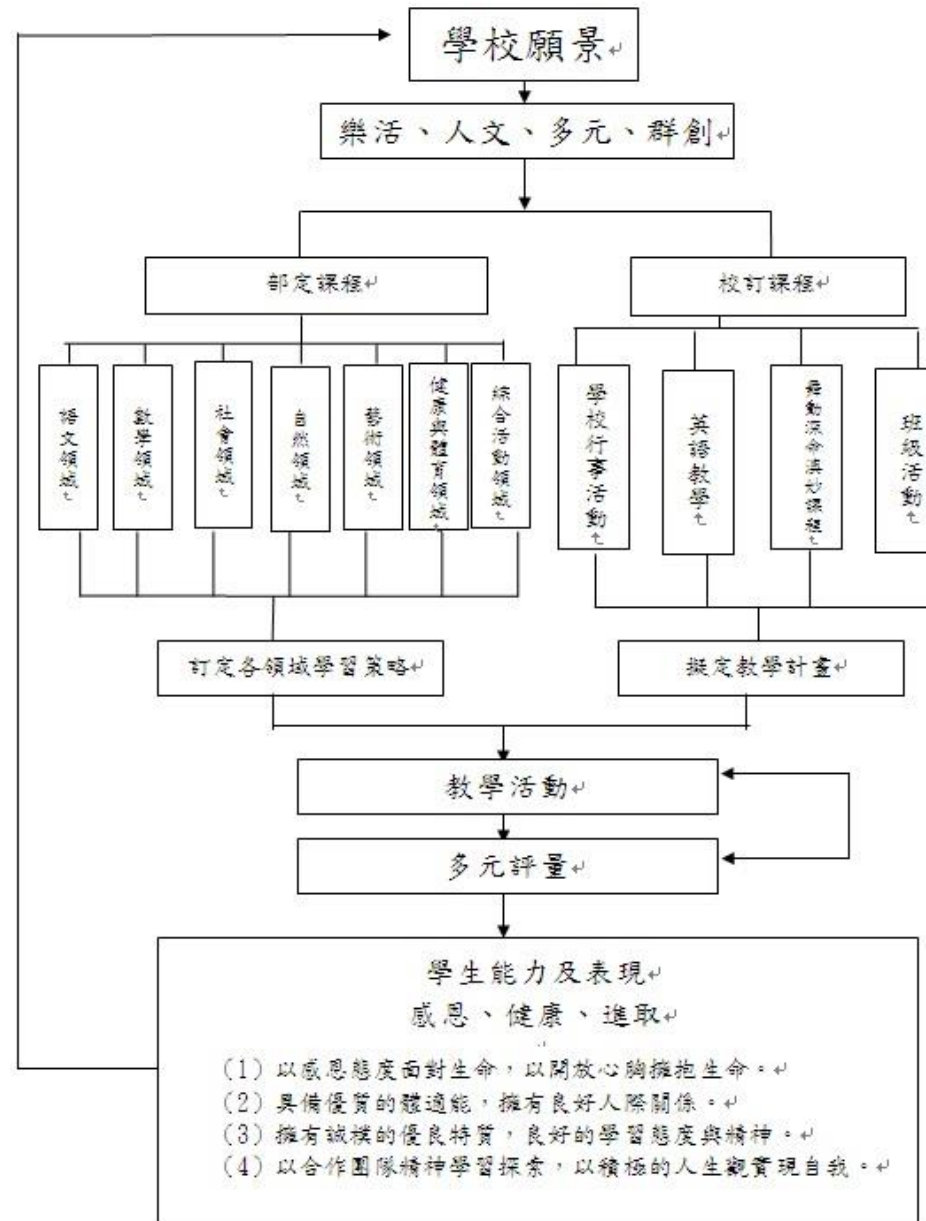 學校願景
樂活、人文、多元、群創
部定課程
校訂課程
語文領域
數學領域
社會領域
自然領域
藝術領域
健康與體育領域
綜合活動領域
學校行事活動
英語教學
課程
班級活動
訂定各領域學習策略
擬定教學計畫
教學活動
多元評量
學生能力及表現
感恩、健康、進取
(1) 以感恩態度面對生命，以開放心胸擁抱生命。
(2) 具備優質的體適能，擁有良好人際關係。
(3) 擁有誠樸的優良特質，良好的學習態度與精神。
(4) 以合作團隊精神學習探索，以積極的人生觀實現自我。